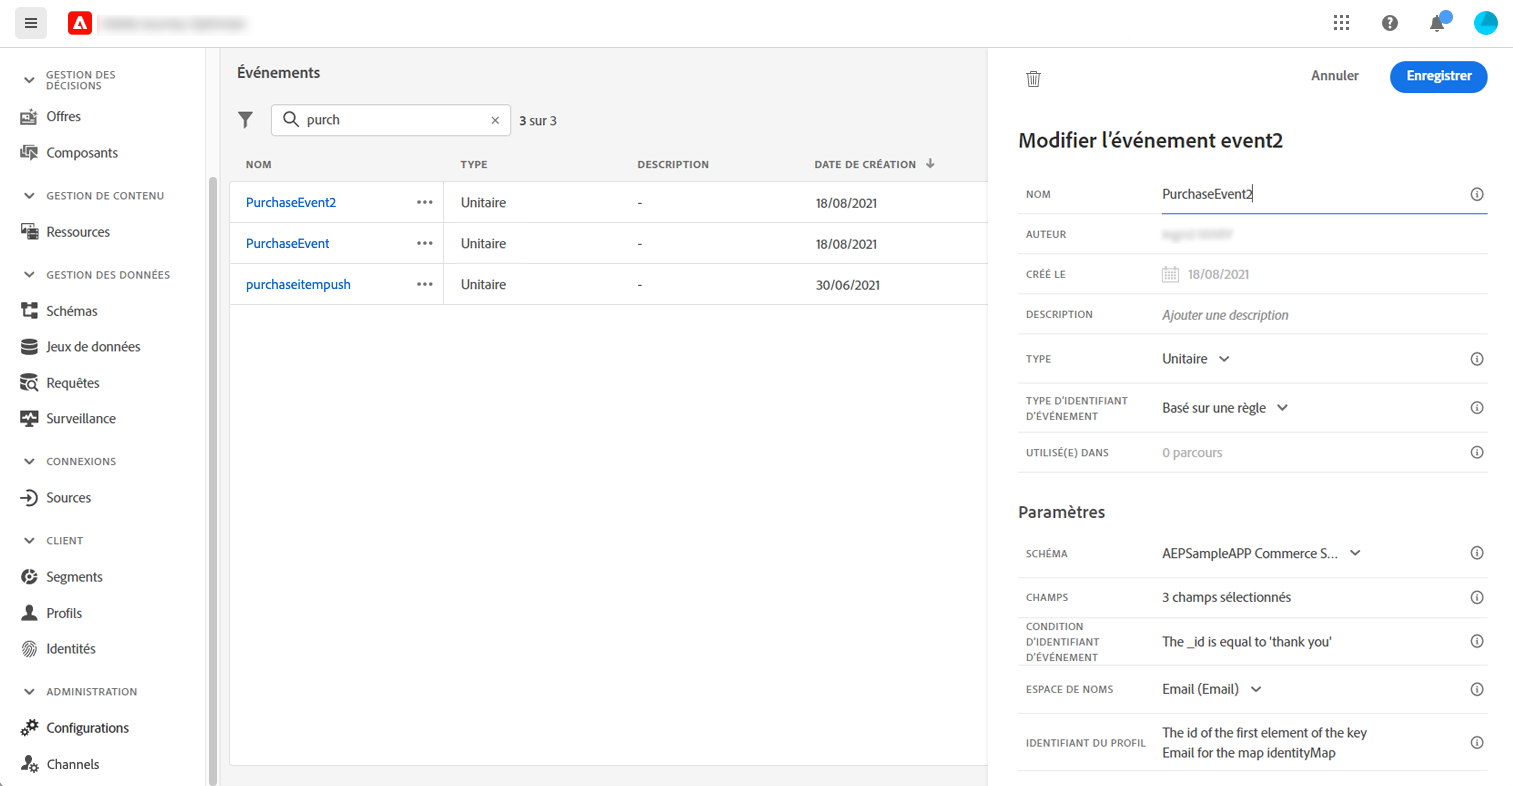 GESTION DES
DÉCISIONS
Offres
Composants
GESTION DE CONTENU
Ressources
GESTION DES DONNÉES
Schémas
Jeux de données
Requêtes
Surveillance
CONNEXIONS
Sources
CLIENT
Segments
Profils
Identités
ADMINISTRATION
Configurations
Channels
Événements
purch
3 sur 3
NOM TYPE DESCRIPTION DATE DE CRÉATION
PurchaseEvent2 Unitaire - 18/08/2021
PurchaseEvent Unitaire - 18/08/2021
purchaseitempush Unitaire - 30/06/2021
Annuler Enregistrer
Modifier l'événement event2
NOM PurchaseEvent2
AUTEUR
CRÉÉ LE 18/08/2021
DESCRIPTION Ajouter une description
TYPE Unitaire
TYPE D'IDENTIFIANT
D'ÉVÉNEMENT
Basé sur une règle
UTILISÉ(E) DANS 0 parcours
Paramètres
SCHÉMA AEPSampleAPP Commerce S...
CHAMPS 3 champs sélectionnés
CONDITION
D'IDENTIFIANT
D'ÉVÉNEMENT
The _id is equal to 'thank you'
ESPACE DE NOMS Email (Email)
IDENTIFIANT DU PROFIL
The id of the first element of the key
Email for the map identityMap